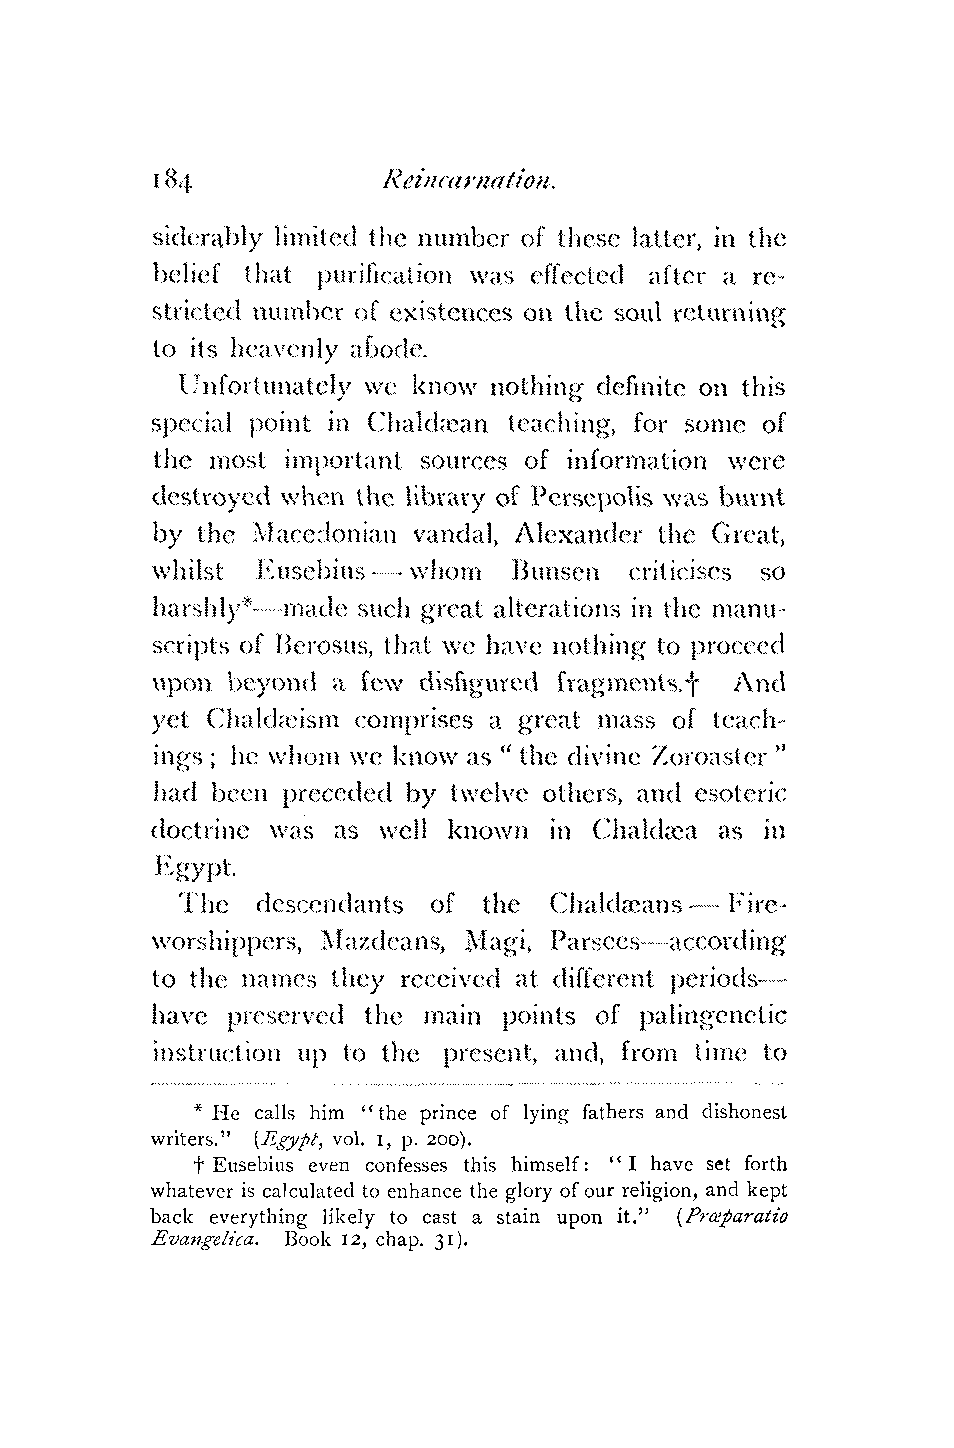 184 Reincarnation.
siderably limited the number of these latter, in the
belief that purification was effected after a re-
stricted number of existences on the soul returning
to its heavenly abode.
Unfortunately we know nothing definite on this
special point in Chaldæan teaching, for some of
the most important sources of information were
destroyed when the library of Persepolis was burnt
by the Macedonian vandal, Alexander the Great,
whilst Eusebius—whom Bunsen criticises so
harshly*—made such great alterations in the manu-
scripts of Berosus, that we have nothing to proceed
upon beyond a few disfigured fragments.† And
yet Chaldæism comprises a great mass of teach-
ings; he whom we know as “ the divine Zoroaster ”
had been preceded by twelve others, and esoteric
doctrine was as well known in Chaldæa as in
Egypt.
The descendants of the Chaldæans—Fire-
worshippers, Mazdeans, Magi, Parsees—according
to the names they received at different periods—
have preserved the main points of palingenetic
instruction up to the present, and, from time to
* He calls him “the prince of lying fathers and dishonest
writers.” (Egypt, vol. 1, p. 200).
† Eusebius even confesses this himself: “I have set forth
whatever is calculated to enhance the glory of our religion, and kept
back everything likely to cast a stain upon it.” (Præparatio
Evangelica. Book 12, chap. 31).